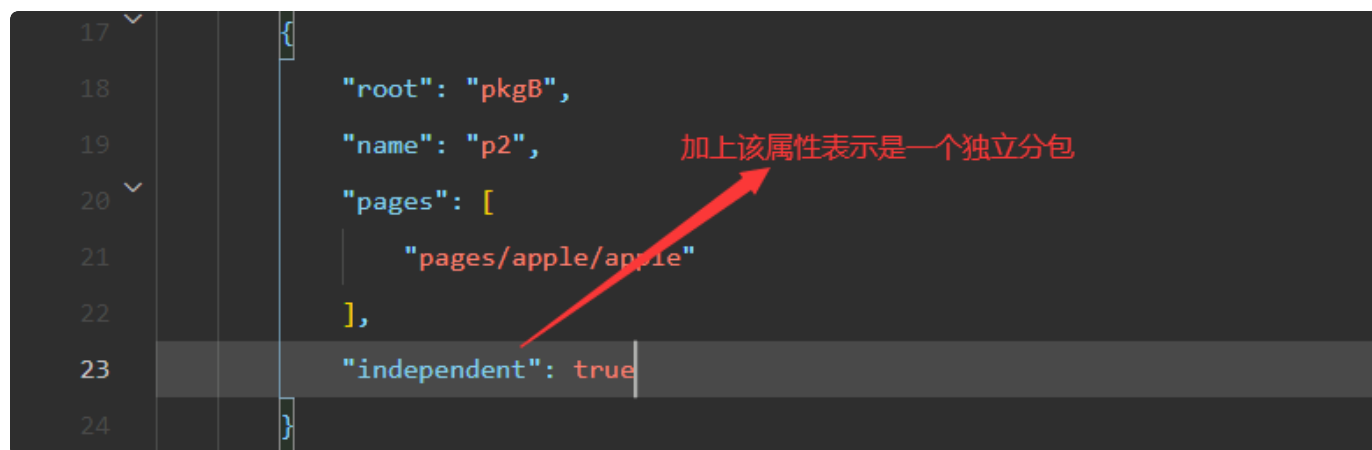 17 {
18 "root": "pkgB",
19 "name": "p2", 加上该属性表示是一个独立分包
20 "pages": [
21 "pages/apple/apple"
22 ],
23 "independent": true
24 }